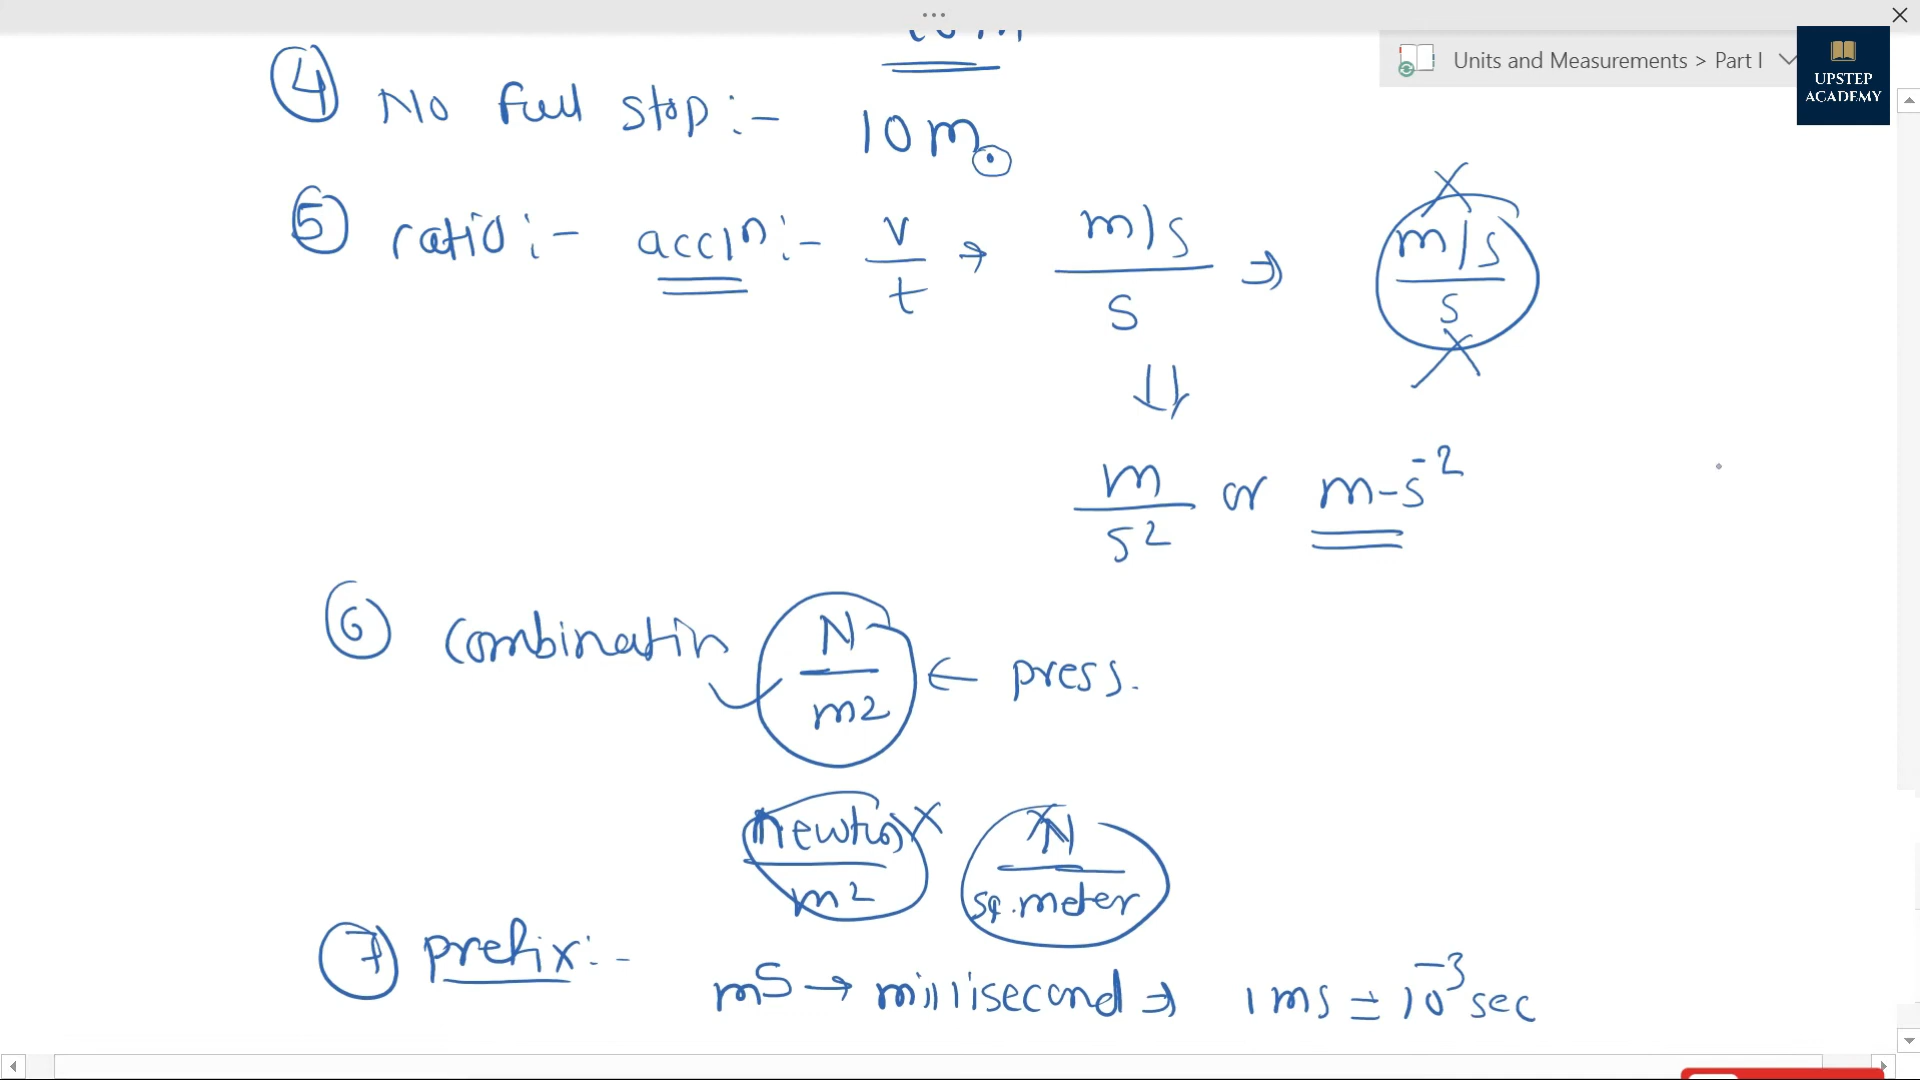 Units and Measurements > Part I
UPSTEP
ACADEMY
4 No full stop :- 10 m.
5 ratio :- accln :- v/t → m/s/s ⇒ m/s/s
m/s² or m-s⁻²
6 combinatin N/m2 ← press.
newton/m2 N/sq.meter
7 prefix :- ms → millisecond ⇒ 1 ms = 10⁻³ sec